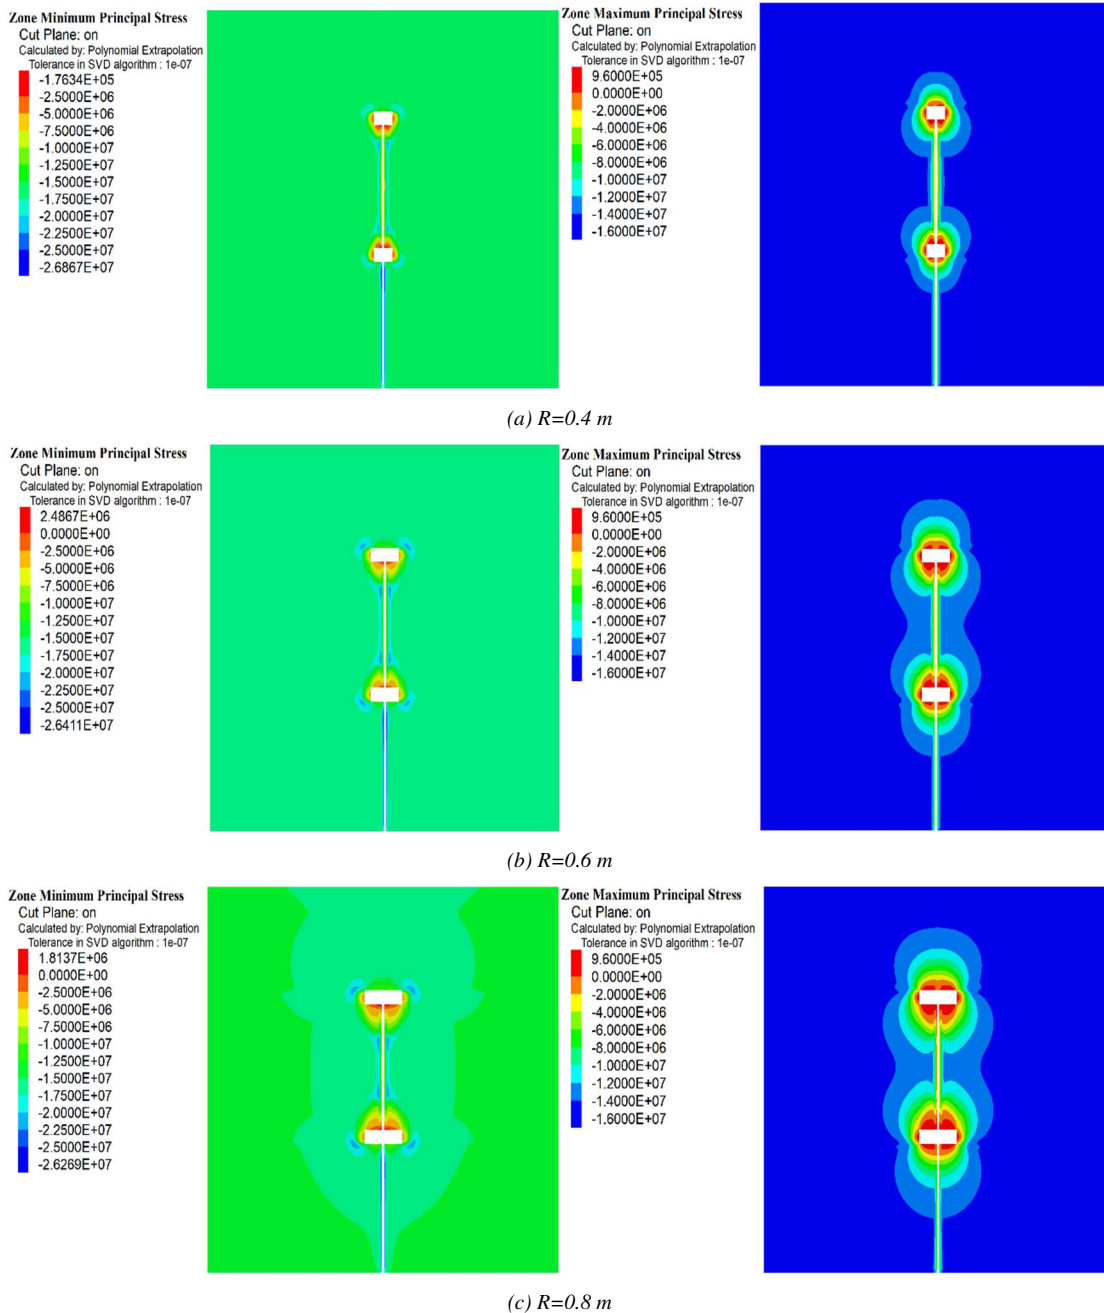 Zone Minimum Principal Stress
Cut Plane: on
Calculated by: Polynomial Extrapolation
Tolerance in SVD algorithm : 1e-07
-1.7634E+05
-2.5000E+06
-5.0000E+06
-7.5000E+06
-1.0000E+07
-1.2500E+07
-1.5000E+07
-1.7500E+07
-2.0000E+07
-2.2500E+07
-2.5000E+07
-2.6867E+07
Zone Maximum Principal Stress
Cut Plane: on
Calculated by: Polynomial Extrapolation
Tolerance in SVD algorithm : 1e-07
9.6000E+05
0.0000E+00
-2.0000E+06
-4.0000E+06
-6.0000E+06
-8.0000E+06
-1.0000E+07
-1.2000E+07
-1.4000E+07
-1.6000E+07
(a) R=0.4 m
Zone Minimum Principal Stress
Cut Plane: on
Calculated by: Polynomial Extrapolation
Tolerance in SVD algorithm : 1e-07
2.4867E+06
0.0000E+00
-2.5000E+06
-5.0000E+06
-7.5000E+06
-1.0000E+07
-1.2500E+07
-1.5000E+07
-1.7500E+07
-2.0000E+07
-2.2500E+07
-2.5000E+07
-2.6411E+07
Zone Maximum Principal Stress
Cut Plane: on
Calculated by: Polynomial Extrapolation
Tolerance in SVD algorithm : 1e-07
9.6000E+05
0.0000E+00
-2.0000E+06
-4.0000E+06
-6.0000E+06
-8.0000E+06
-1.0000E+07
-1.2000E+07
-1.4000E+07
-1.6000E+07
(b) R=0.6 m
Zone Minimum Principal Stress
Cut Plane: on
Calculated by: Polynomial Extrapolation
Tolerance in SVD algorithm : 1e-07
1.8137E+06
0.0000E+00
-2.5000E+06
-5.0000E+06
-7.5000E+06
-1.0000E+07
-1.2500E+07
-1.5000E+07
-1.7500E+07
-2.0000E+07
-2.2500E+07
-2.5000E+07
-2.6269E+07
Zone Maximum Principal Stress
Cut Plane: on
Calculated by: Polynomial Extrapolation
Tolerance in SVD algorithm : 1e-07
9.6000E+05
0.0000E+00
-2.0000E+06
-4.0000E+06
-6.0000E+06
-8.0000E+06
-1.0000E+07
-1.2000E+07
-1.4000E+07
-1.6000E+07
(c) R=0.8 m